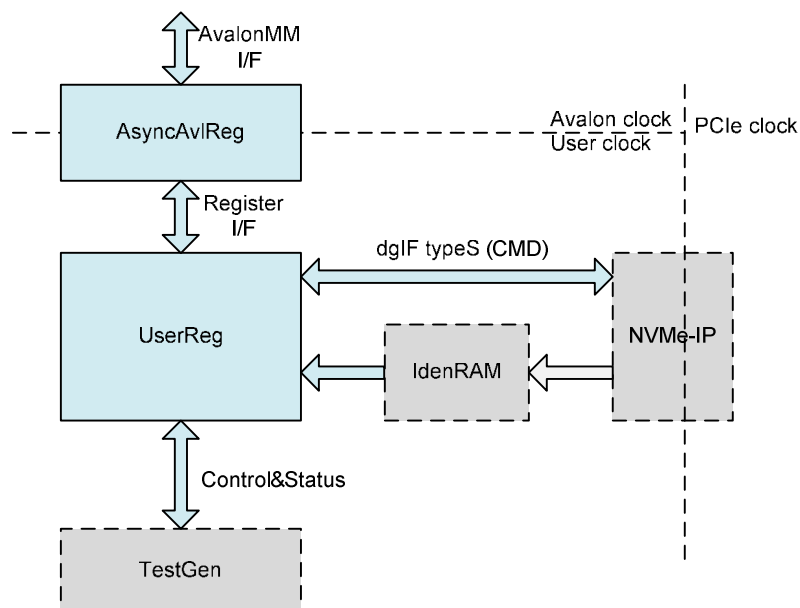 AvalonMM
I/F
AsyncAvlReg
Avalon clock
User clock
PCIe clock
Register
I/F
dgIF typeS (CMD)
UserReg
IdenRAM
NVMe-IP
Control&Status
TestGen